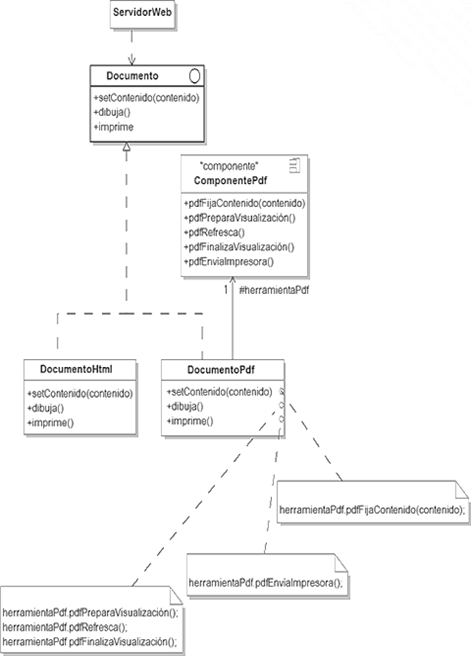 ServidorWeb
Documento
+setContenido(contenido)
+dibuja()
+imprime
"componente"
ComponentePdf
+pdfFijaContenido(contenido)
+pdfPreparaVisualización()
+pdfRefresca()
+pdfFinalizaVisualización()
+pdfEnviaImpresora()
1 #herramientaPdf
DocumentoHtml
+setContenido(contenido)
+dibuja()
+imprime()
DocumentoPdf
+setContenido(contenido)
+dibuja()
+imprime()
herramientaPdf.pdfFijaContenido(contenido);
herramientaPdf.pdfEnviaImpresora();
herramientaPdf.pdfPreparaVisualización();
herramientaPdf.pdfRefresca();
herramientaPdf.pdfFinalizaVisualización();